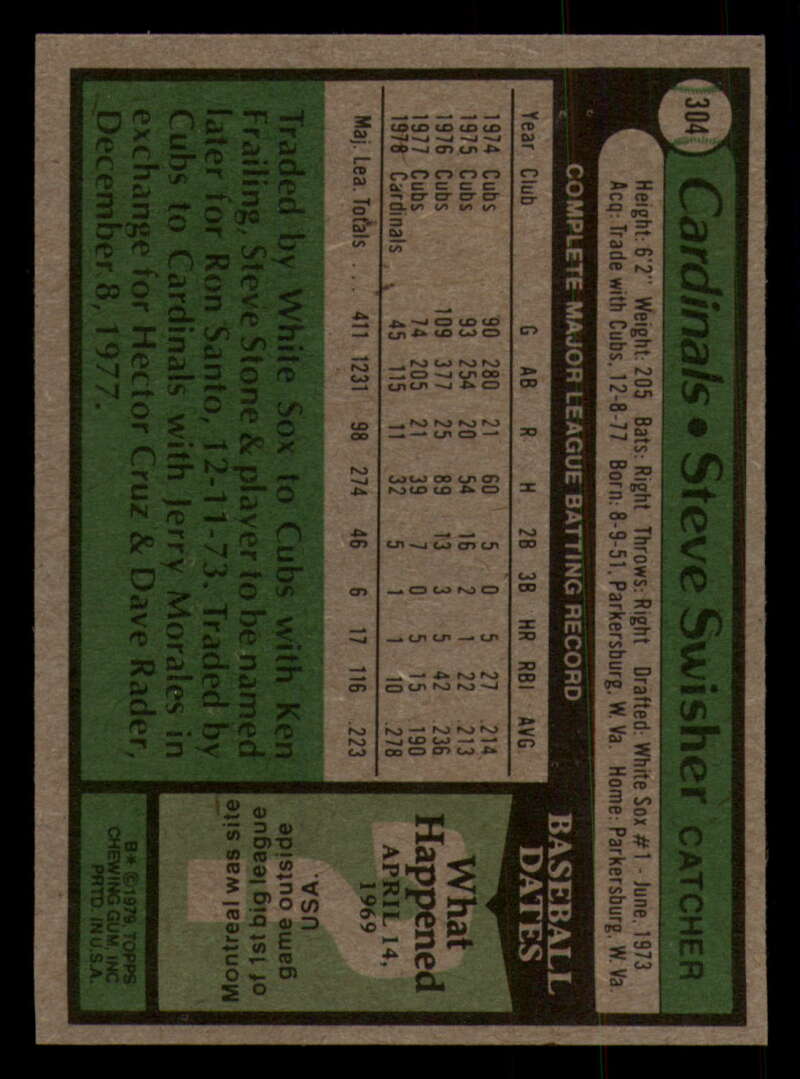 304
Cardinals • Steve Swisher CATCHER
Height: 6'2" Weight: 205 Bats: Right Throws: Right Drafted: White Sox #1 - June, 1973
Acq: Trade with Cubs, 12-8-77 Born: 8-9-51, Parkersburg, W. Va. Home: Parkersburg, W. Va.
COMPLETE MAJOR LEAGUE BATTING RECORD
Year Club G AB R H 2B 3B HR RBI AVG
1974 Cubs 90 280 21 60 5 0 5 27 .214
1975 Cubs 93 254 20 54 16 2 1 22 .213
1976 Cubs 109 377 25 89 13 3 5 42 .236
1977 Cubs 74 205 21 39 7 0 5 15 .190
1978 Cardinals 45 115 11 32 5 1 1 10 .278
Maj. Lea. Totals ... 411 1231 98 274 46 6 17 116 .223
Traded by White Sox to Cubs with Ken
Frailing, Steve Stone & player to be named
later for Ron Santo, 12-11-73. Traded by
Cubs to Cardinals with Jerry Morales in
exchange for Hector Cruz & Dave Rader,
December 8, 1977.
BASEBALL
DATES
What
Happened
APRIL 14,
1969
?
Montreal was site
of 1st big league
game outside
USA.
B* © 1979 TOPPS
CHEWING GUM, INC
PRTD. IN U.S.A.